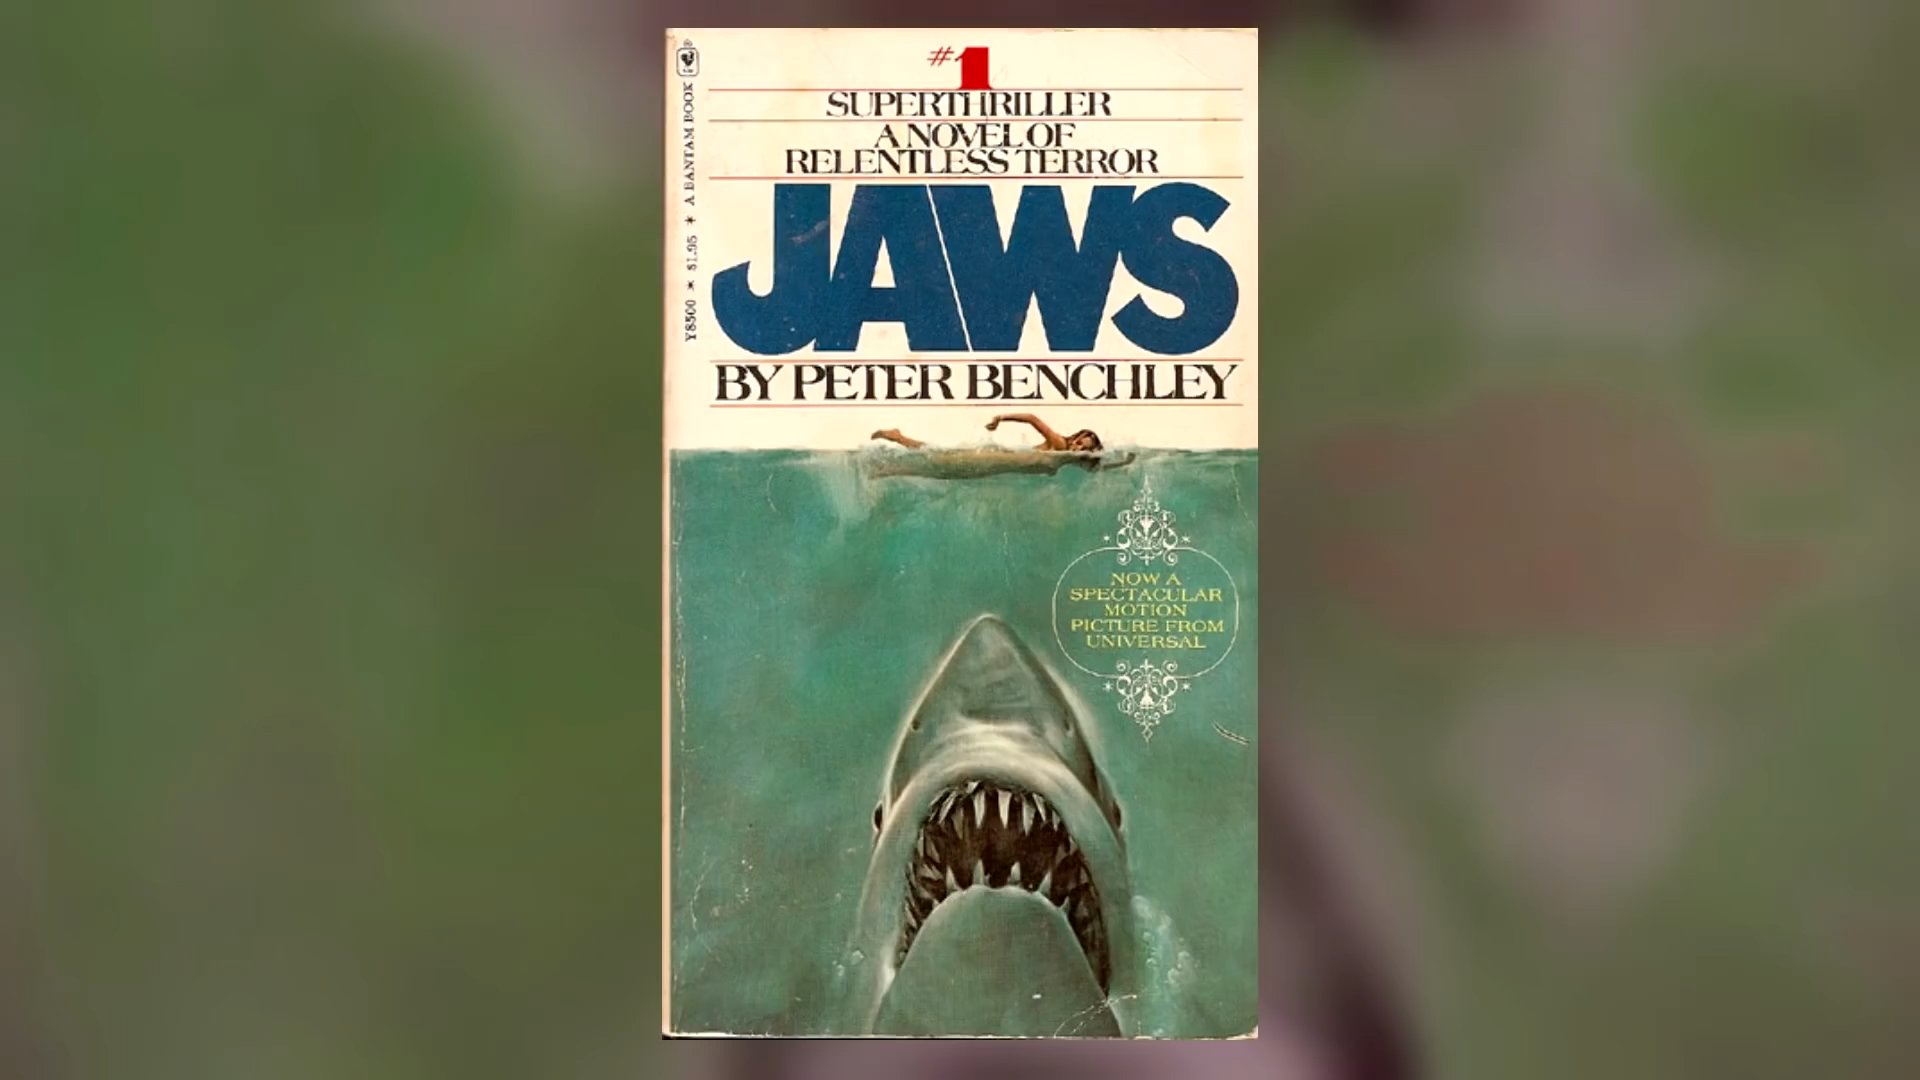 #1
SUPERTHRILLER
A NOVEL OF
RELENTLESS TERROR
JAWS
BY PETER BENCHLEY
NOW A
SPECTACULAR
MOTION
PICTURE FROM
UNIVERSAL
Y8500 * $1.95 * A BANTAM BOOK